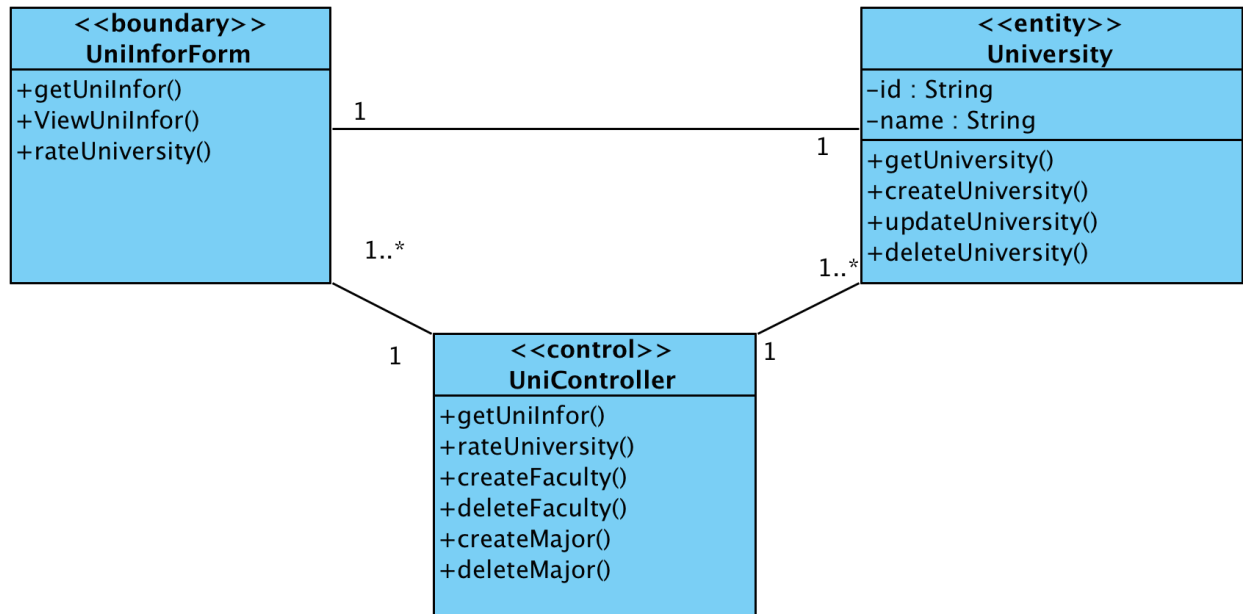 <<boundary>>
UniInforForm
+getUniInfor()
+ViewUniInfor()
+rateUniversity()
<<entity>>
University
-id : String
-name : String
+getUniversity()
+createUniversity()
+updateUniversity()
+deleteUniversity()
1
1
1..*
1..*
1
1
<<control>>
UniController
+getUniInfor()
+rateUniversity()
+createFaculty()
+deleteFaculty()
+createMajor()
+deleteMajor()